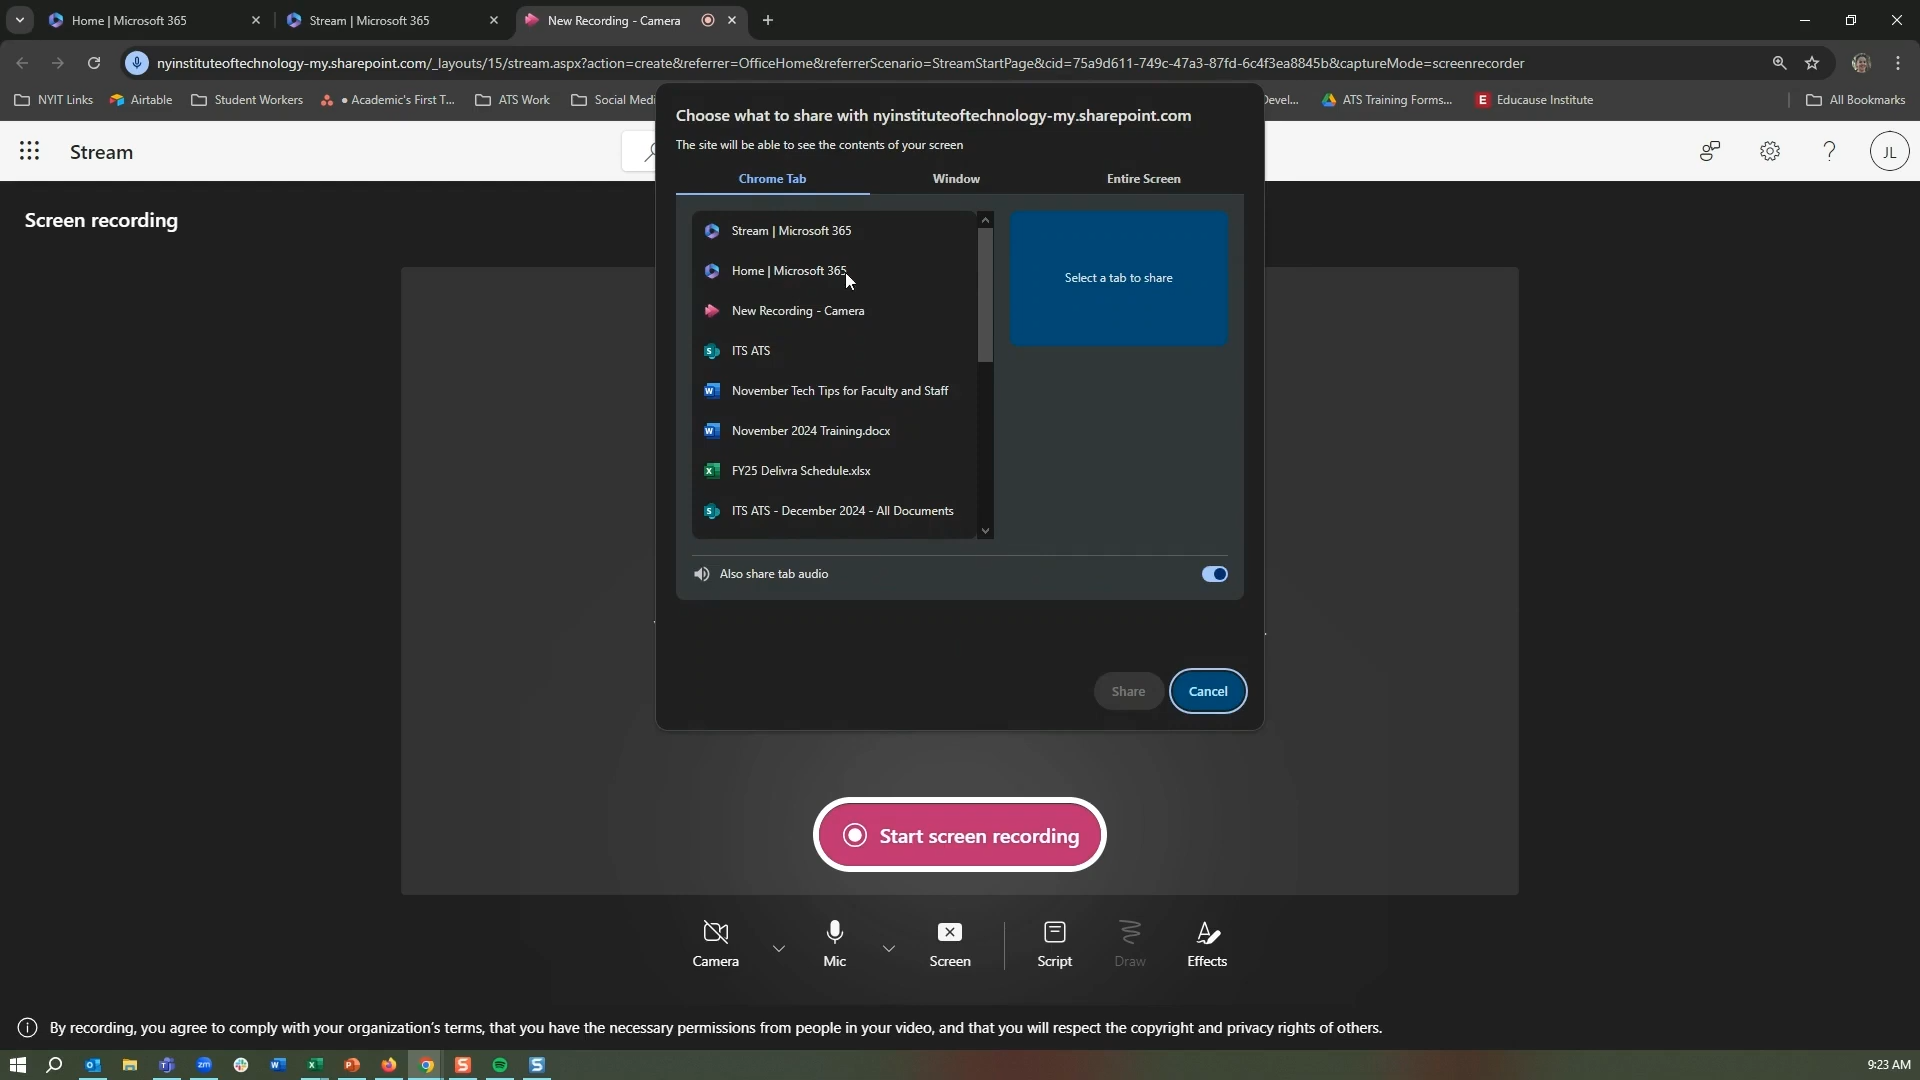 Home | Microsoft 365
Stream | Microsoft 365
New Recording - Camera
nyinstituteoftechnology-my.sharepoint.com/_layouts/15/stream.aspx?action=create&referrer=OfficeHome&referrerScenario=StreamStartPage&cid=75a9d611-749c-47a3-87fd-6c4f3ea8845b&captureMode=screenrecorder
NYIT Links
Airtable
Student Workers
• Academic's First T...
ATS Work
Social Medi
Devel...
ATS Training Forms...
E Educause Institute
All Bookmarks
Stream
JL
Screen recording
Choose what to share with nyinstituteoftechnology-my.sharepoint.com
The site will be able to see the contents of your screen
Chrome Tab
Window
Entire Screen
Stream | Microsoft 365
Home | Microsoft 365
New Recording - Camera
ITS ATS
November Tech Tips for Faculty and Staff
November 2024 Training.docx
FY25 Delivra Schedule.xlsx
ITS ATS - December 2024 - All Documents
Select a tab to share
Also share tab audio
Share
Cancel
Start screen recording
Camera
Mic
Screen
Script
Draw
Effects
By recording, you agree to comply with your organization's terms, that you have the necessary permissions from people in your video, and that you will respect the copyright and privacy rights of others.
9:23 AM